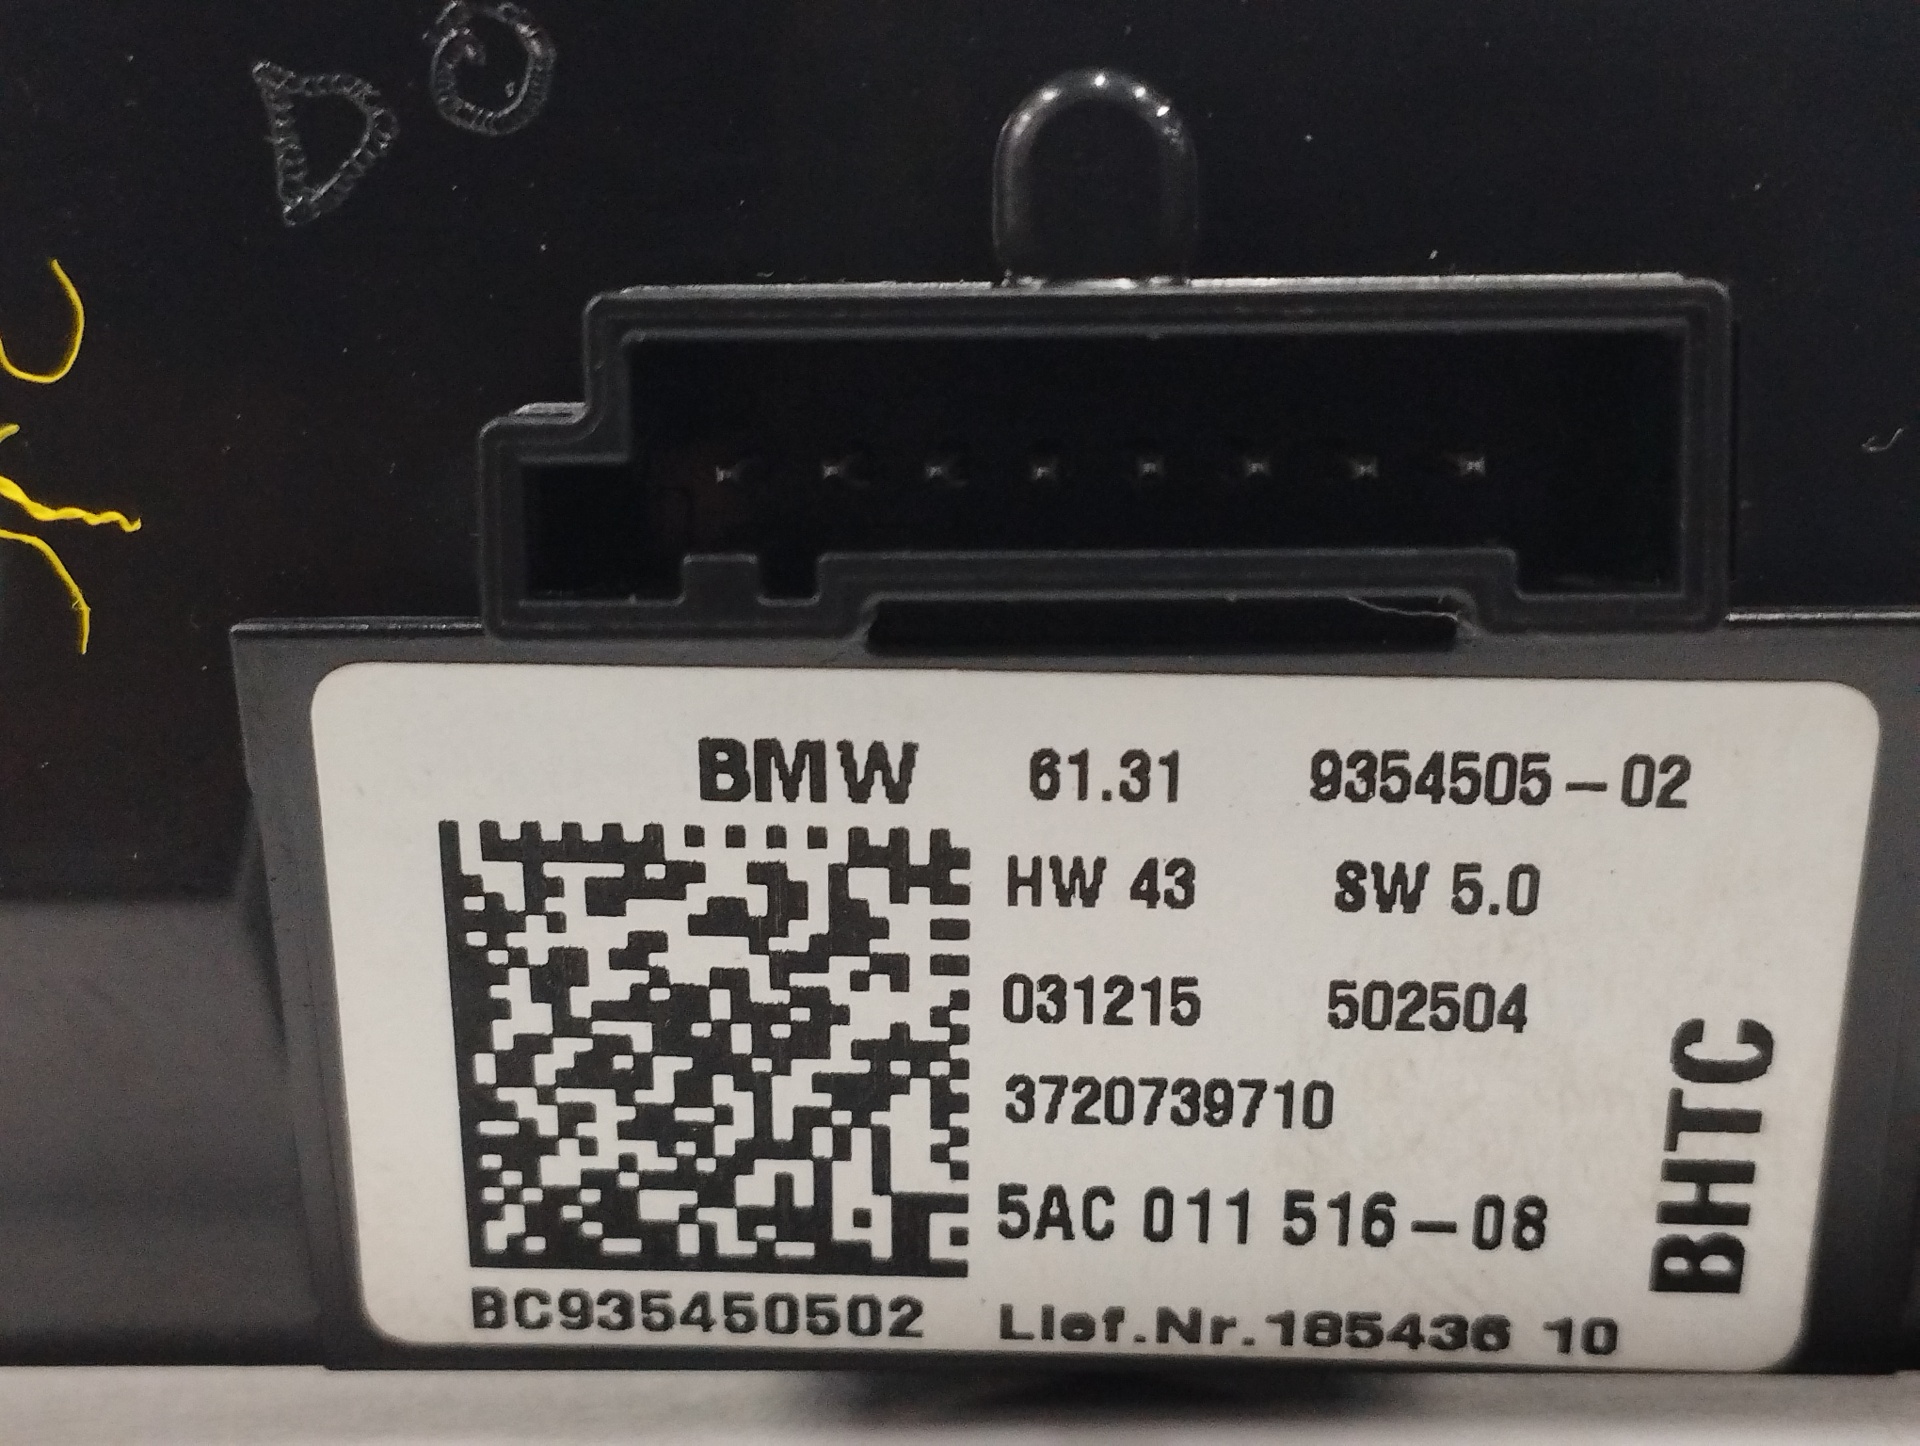 DO
BMW 61.31 9354505-02
HW 43 SW 5.0
031215 502504
3720739710
5AC 011 516-08
BHTC
BC935450502 Lief.Nr.185436 10